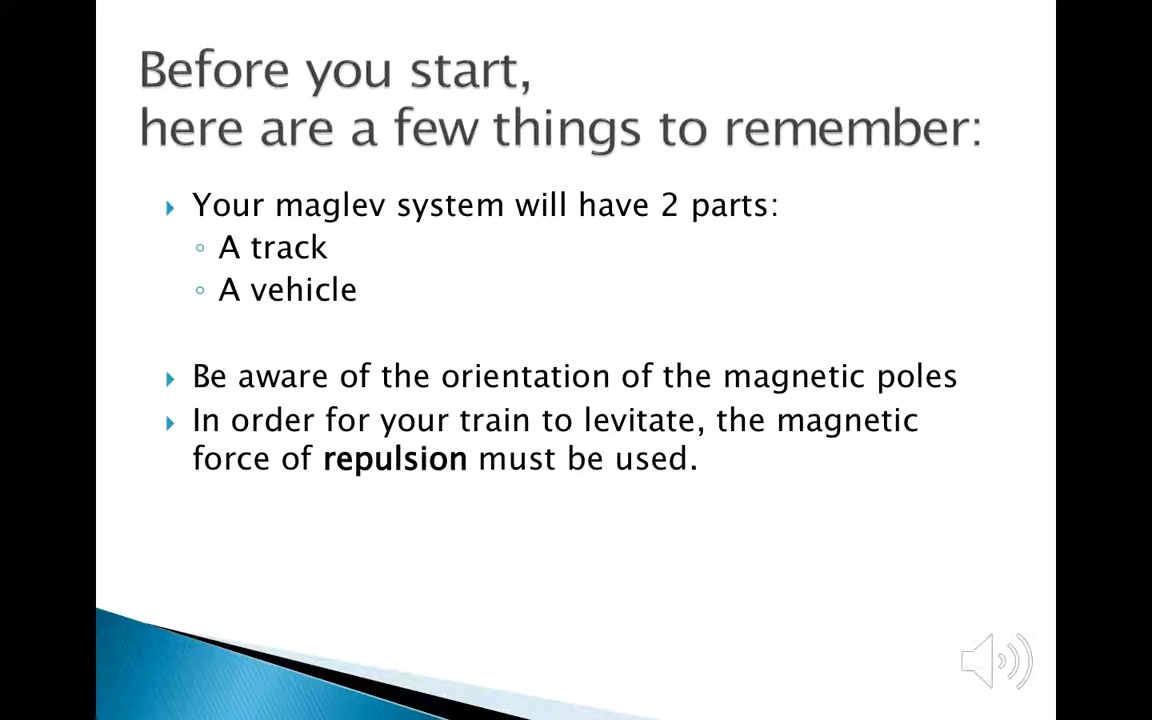 Before you start,
here are a few things to remember:
Your maglev system will have 2 parts:
A track
A vehicle
Be aware of the orientation of the magnetic poles
In order for your train to levitate, the magnetic
force of repulsion must be used.